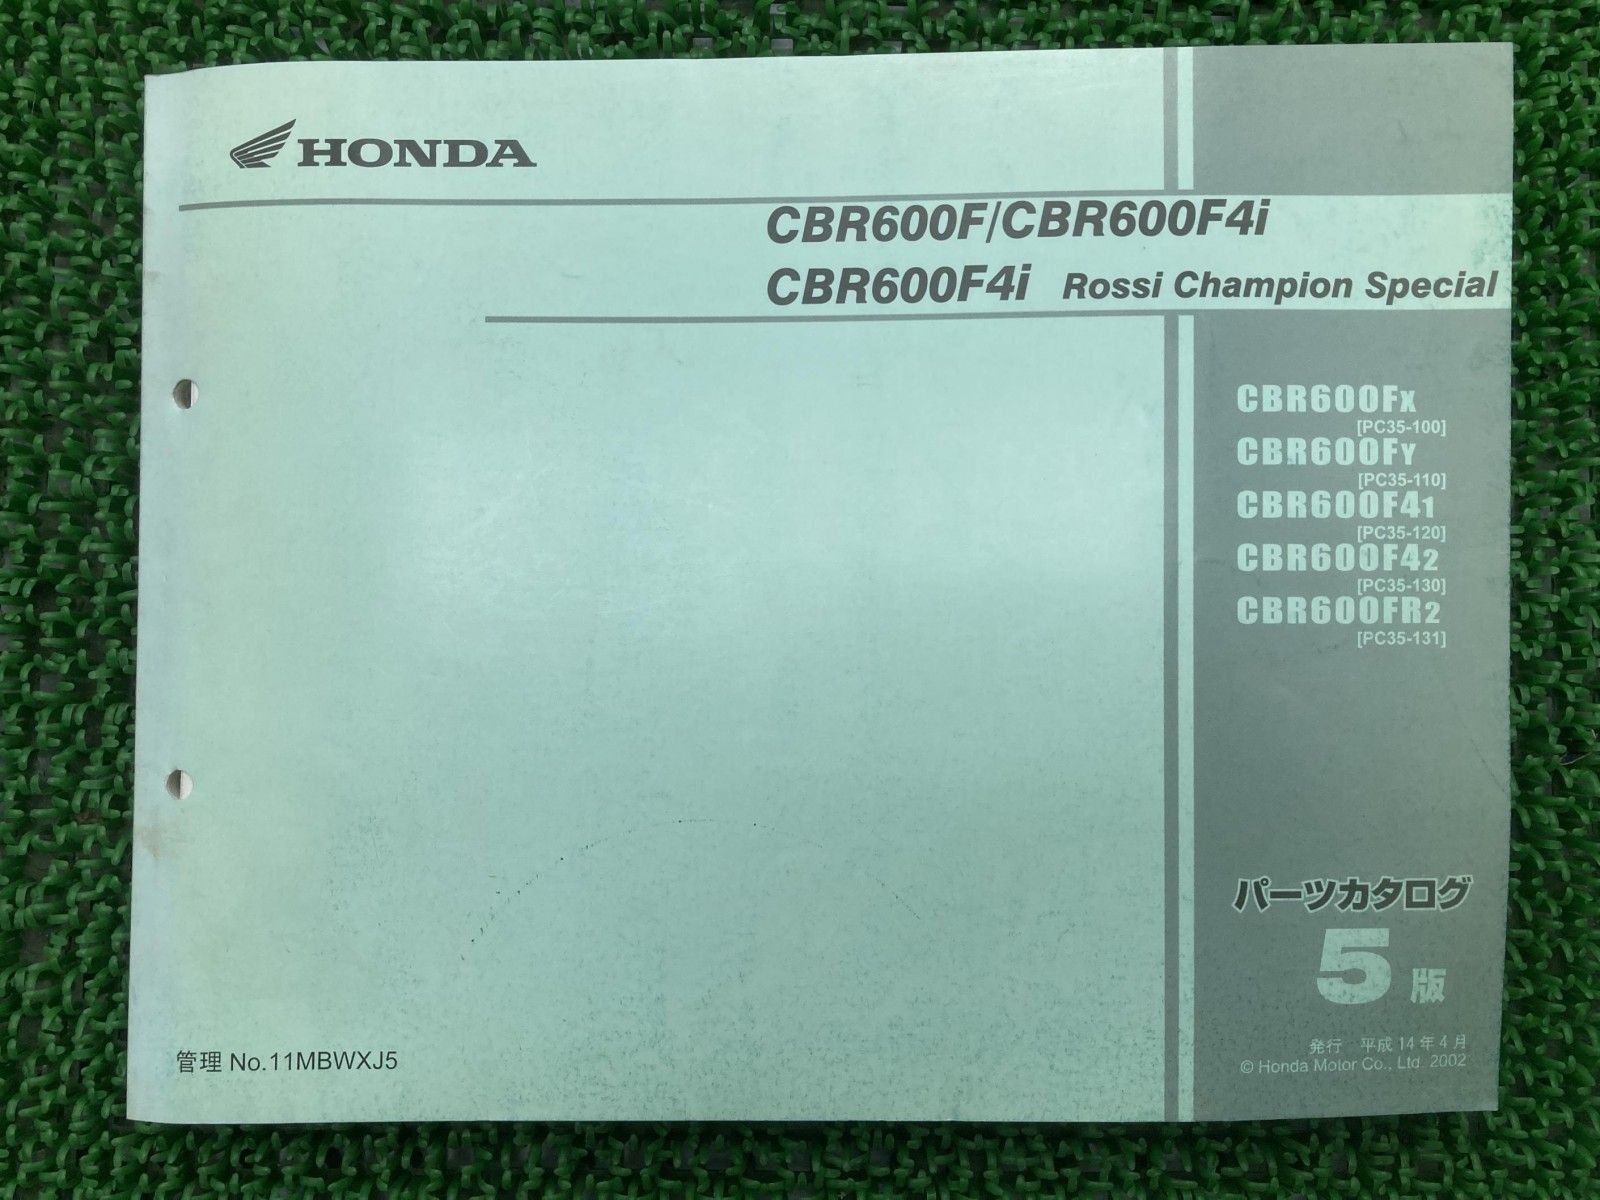 HONDA
CBR600F/CBR600F4i
CBR600F4i Rossi Champion Special
CBR600FX
[PC35-100]
CBR600FY
[PC35-110]
CBR600F41
[PC35-120]
CBR600F42
[PC35-130]
CBR600FR2
[PC35-131]
パーツカタログ
5版
発行 平成14年4月
© Honda Motor Co., Ltd. 2002
管理 No.11MBWXJ5